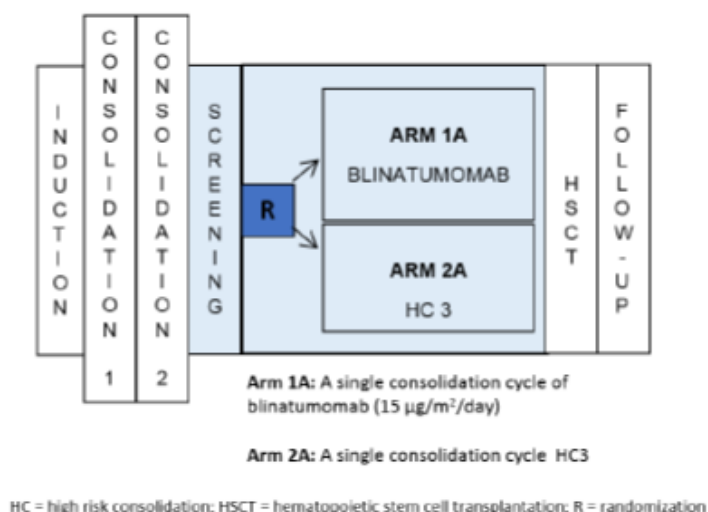 INDUCTION
CONSOLIDATION 1
CONSOLIDATION 2
SCREENING
R
ARM 1A
BLINATUMOMAB
ARM 2A
HC 3
HSCT
FOLLOW-UP
Arm 1A: A single consolidation cycle of
blinatumomab (15 µg/m²/day)
Arm 2A: A single consolidation cycle HC3
HC = high risk consolidation; HSCT = hematopoietic stem cell transplantation; R = randomization